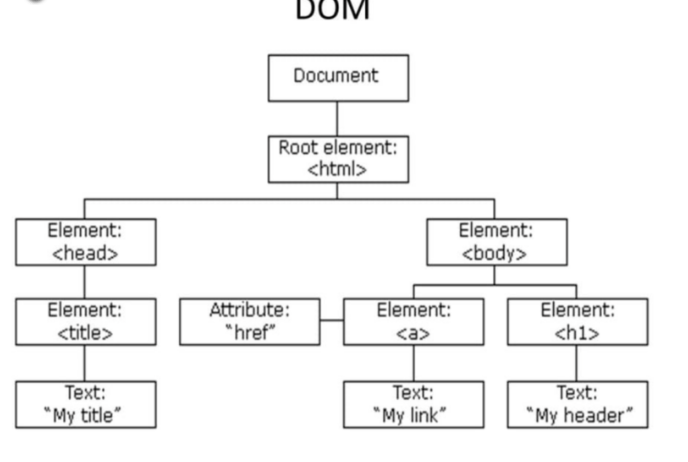 DOM
Document
Root element:
<html>
Element:
<head>
Element:
<body>
Element:
<title>
Attribute:
“href”
Element:
<a>
Element:
<h1>
Text:
“My title”
Text:
“My link”
Text:
“My header”